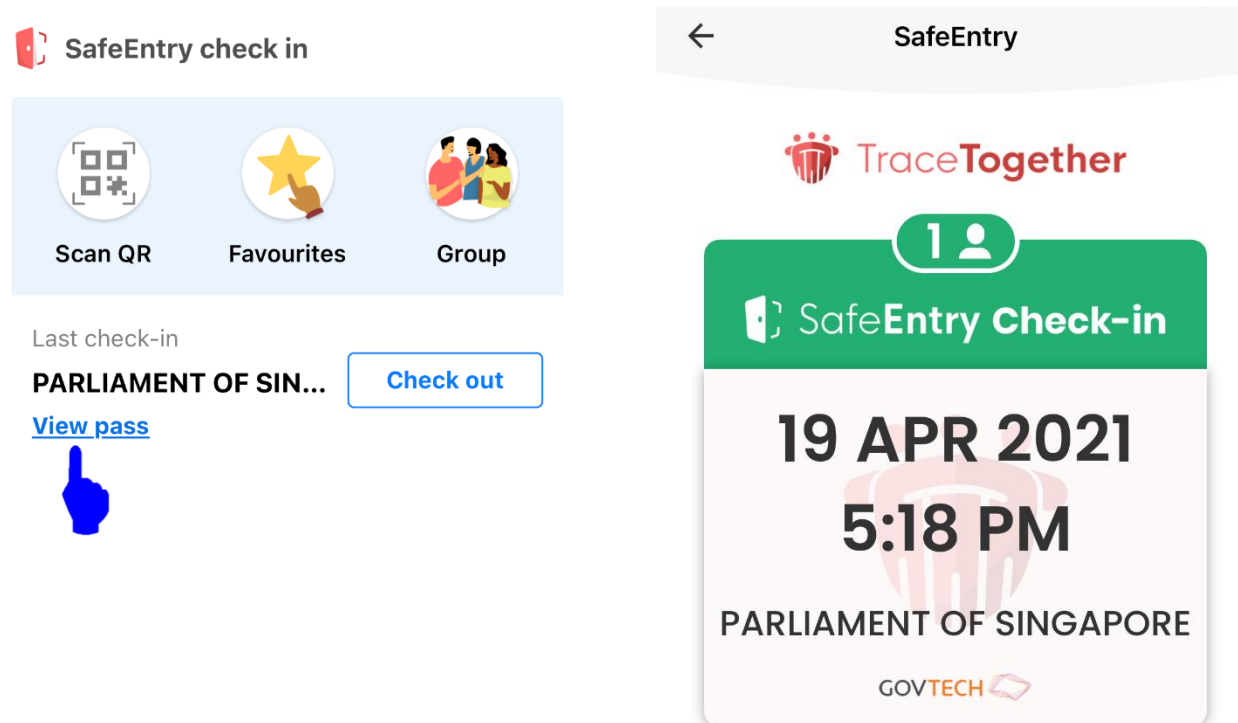 SafeEntry check in
Scan QR
Favourites
Group
Last check-in
PARLIAMENT OF SIN...
Check out
View pass
SafeEntry
TraceTogether
1
SafeEntry Check-in
19 APR 2021
5:18 PM
PARLIAMENT OF SINGAPORE
GOVTECH